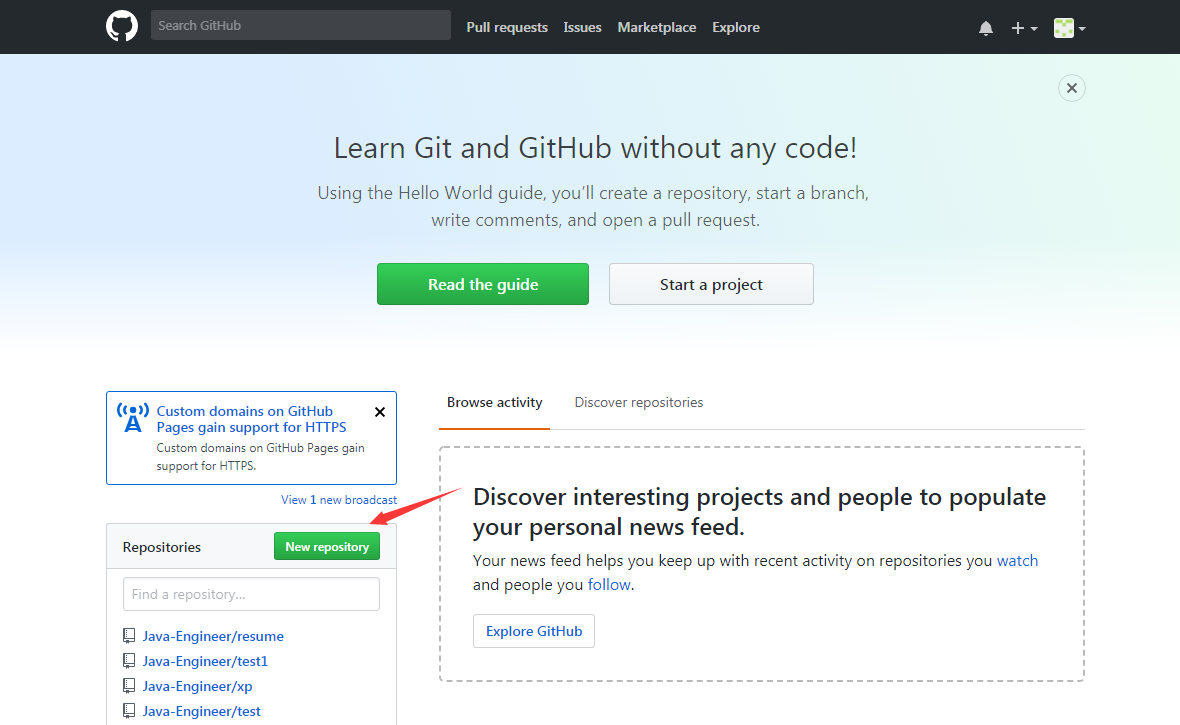 Search GitHub
Pull requests
Issues
Marketplace
Explore
Learn Git and GitHub without any code!
Using the Hello World guide, you’ll create a repository, start a branch,
write comments, and open a pull request.
Read the guide
Start a project
Custom domains on GitHub
Pages gain support for HTTPS
Custom domains on GitHub Pages gain
support for HTTPS.
View 1 new broadcast
Repositories
New repository
Find a repository…
Java-Engineer/resume
Java-Engineer/test1
Java-Engineer/xp
Java-Engineer/test
Browse activity
Discover repositories
Discover interesting projects and people to populate
your personal news feed.
Your news feed helps you keep up with recent activity on repositories you watch
and people you follow.
Explore GitHub